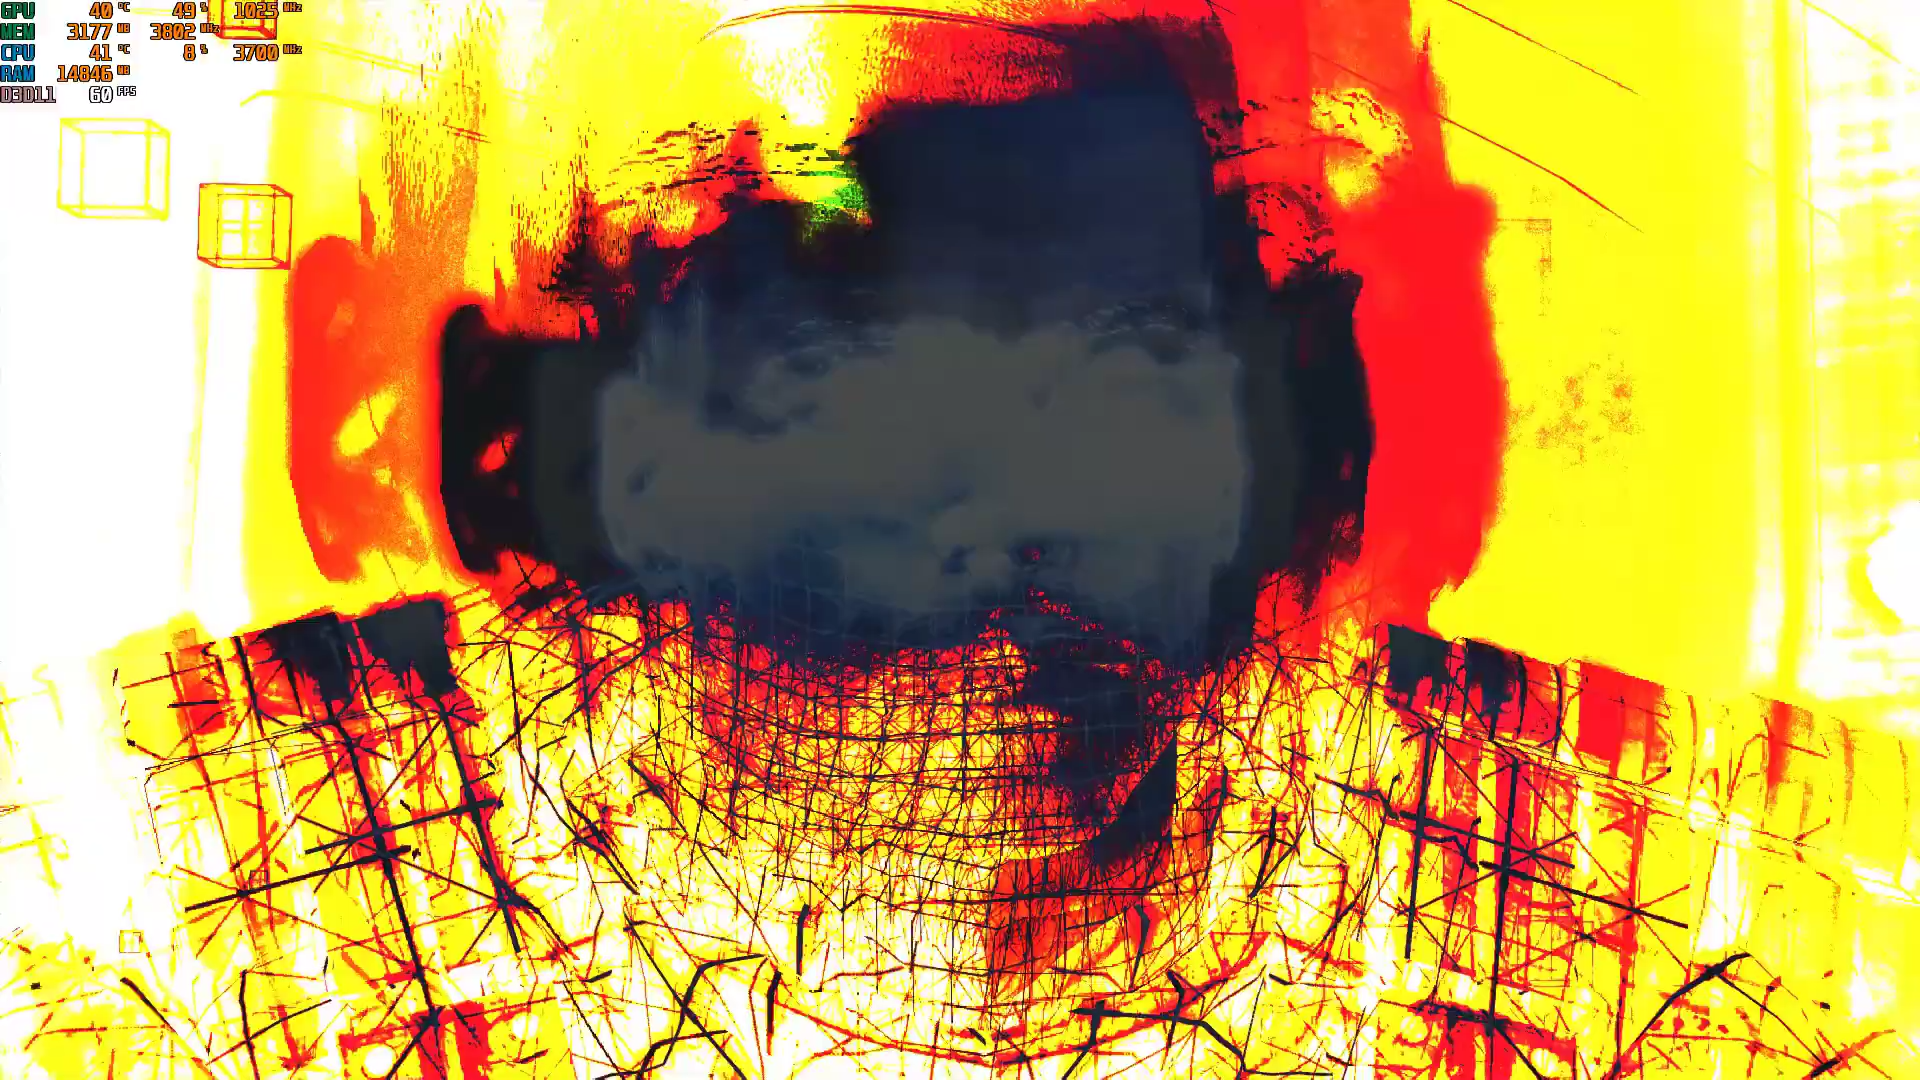 GPU 40 °C 49 % 1025 MHz
MEM 3177 MB 3802 MHz
CPU 41 °C 8 % 3700 MHz
RAM 14846 MB
D3D11 60 FPS